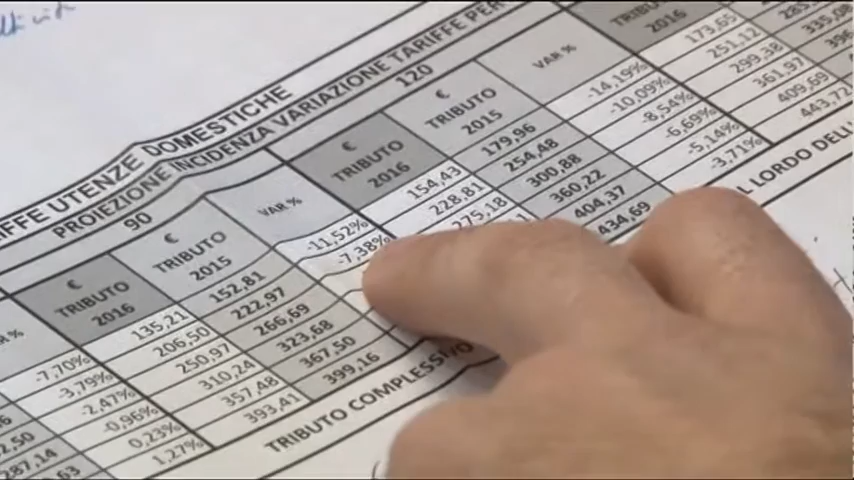 FFE UTENZE DOMESTICHE
PROIEZIONE INCIDENZA VARIAZIONE TARIFFE PER
90 120
€ € €
TRIBUTO TRIBUTO VAR % TRIBUTO TRIBUTO VAR % TRIBUTO
2016 2015 2016 2015 2016
-7,70% 135,21 152,81 -11,52% 154,43 179,96 -14,19% 173,65
-3,79% 206,50 222,97 -7,38% 228,81 254,48 -10,09% 251,12
-2,47% 250,97 266,69 275,18 300,88 -8,54% 299,38
-0,96% 310,24 323,68 360,22 -6,69% 361,97
0,23% 357,48 367,50 404,37 -5,14% 409,69
287,14 1,27% 393,41 399,16 434,69 -3,71% 443,72
TRIBUTO COMPLESSIVO L LORDO DELL'